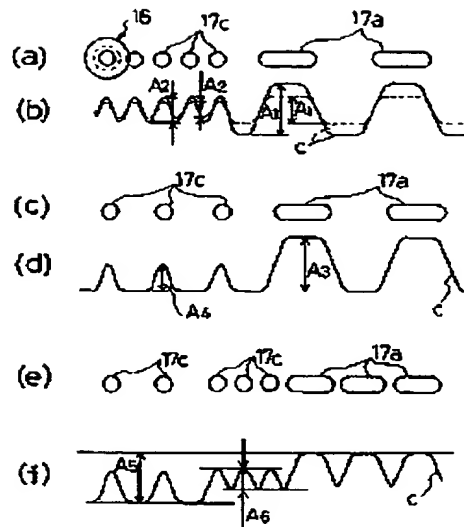 16 17c 17a
(a)
(b) A2 A2 A1 A1 c
17c 17a
(c)
(d) A4 A3 c
17c 17c 17a
(e)
(f) A5 A6 c